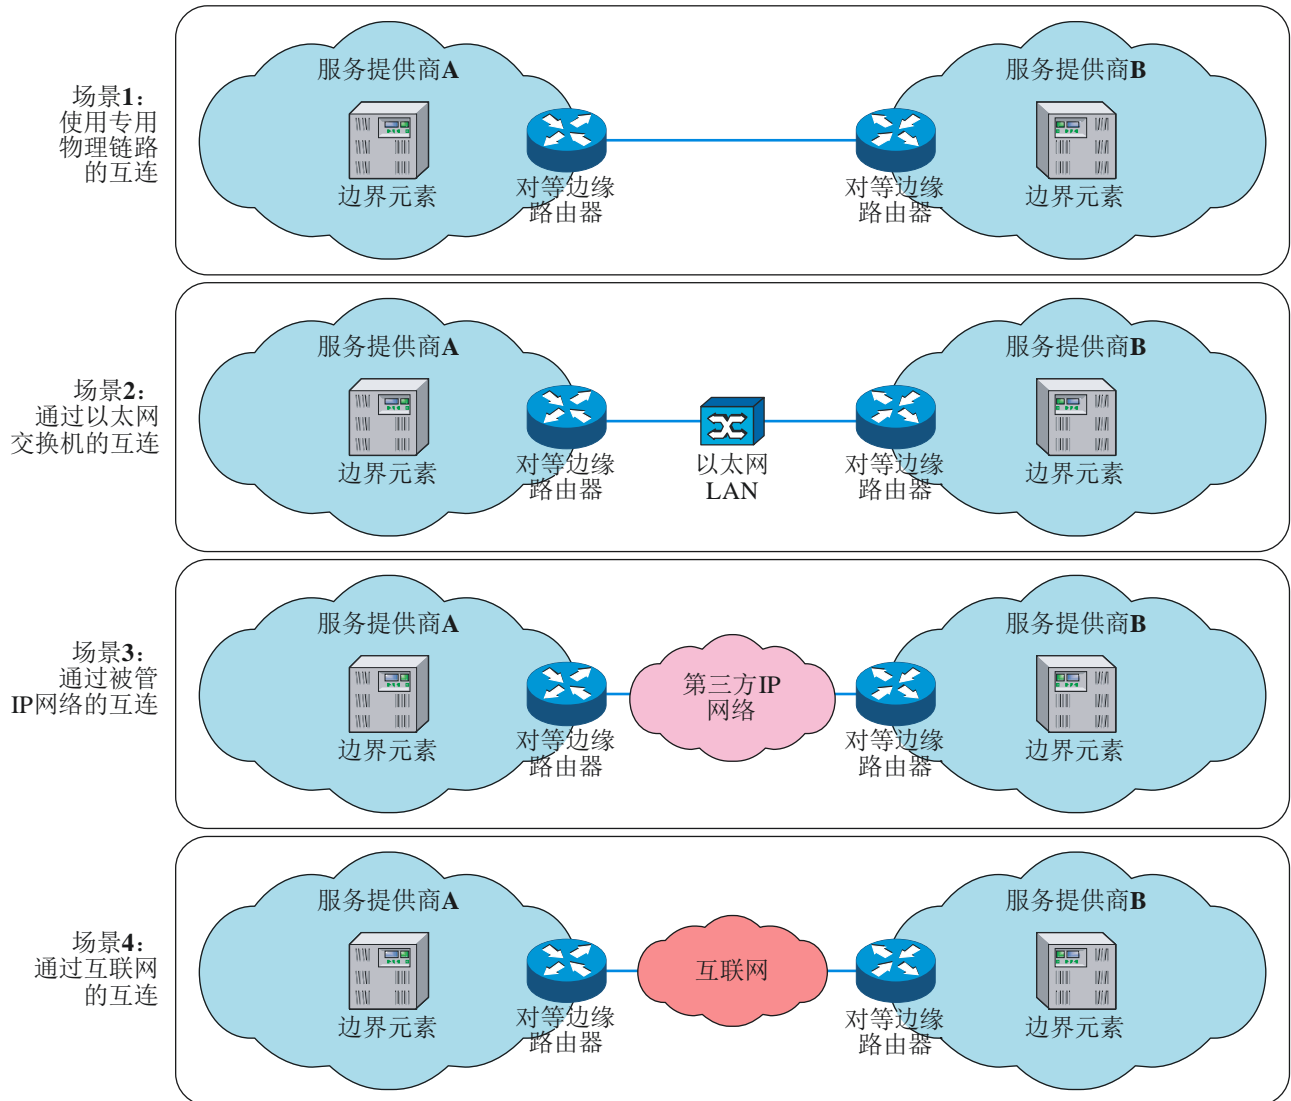 场景1：
使用专用
物理链路
的互连
服务提供商A
边界元素
对等边缘
路由器
对等边缘
路由器
服务提供商B
边界元素
场景2：
通过以太网
交换机的互连
服务提供商A
边界元素
对等边缘
路由器
以太网
LAN
对等边缘
路由器
服务提供商B
边界元素
场景3：
通过被管
IP网络的互连
服务提供商A
边界元素
对等边缘
路由器
第三方IP
网络
对等边缘
路由器
服务提供商B
边界元素
场景4：
通过互联网
的互连
服务提供商A
边界元素
对等边缘
路由器
互联网
对等边缘
路由器
服务提供商B
边界元素